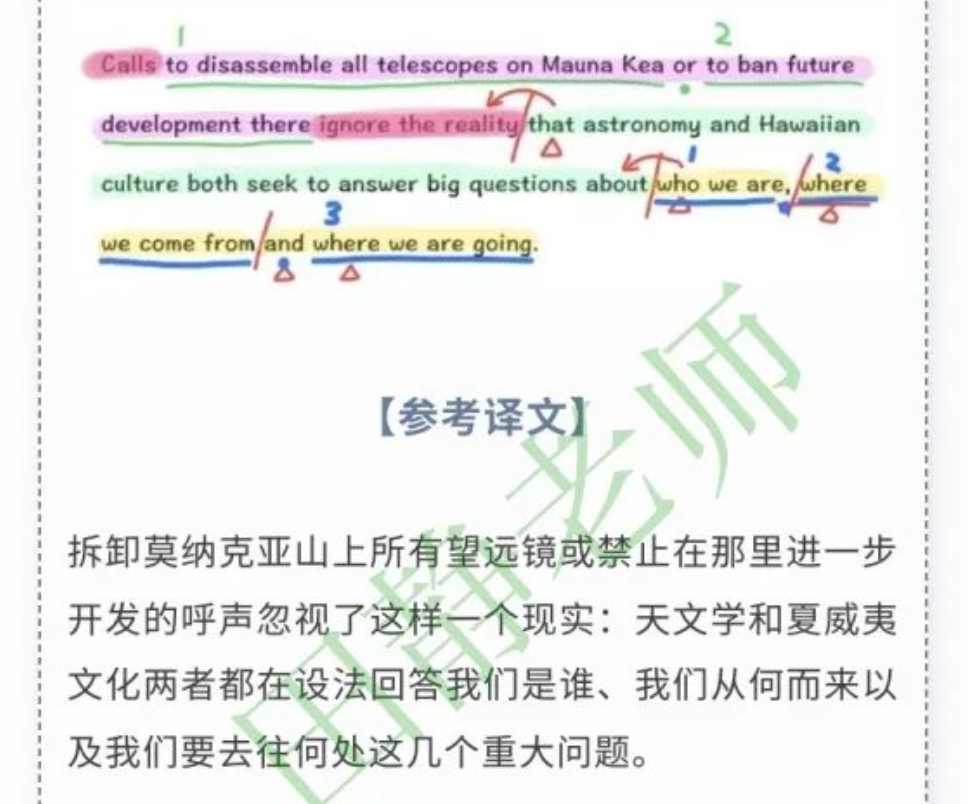 1 2
Calls to disassemble all telescopes on Mauna Kea or to ban future
development there ignore the reality that astronomy and Hawaiian
1 2
culture both seek to answer big questions about who we are, where
3
we come from and where we are going.
【参考译文】
拆卸莫纳克亚山上所有望远镜或禁止在那里进一步
开发的呼声忽视了这样一个现实：天文学和夏威夷
文化两者都在设法回答我们是谁、我们从何而来以
及我们要去往何处这几个重大问题。
田静老师